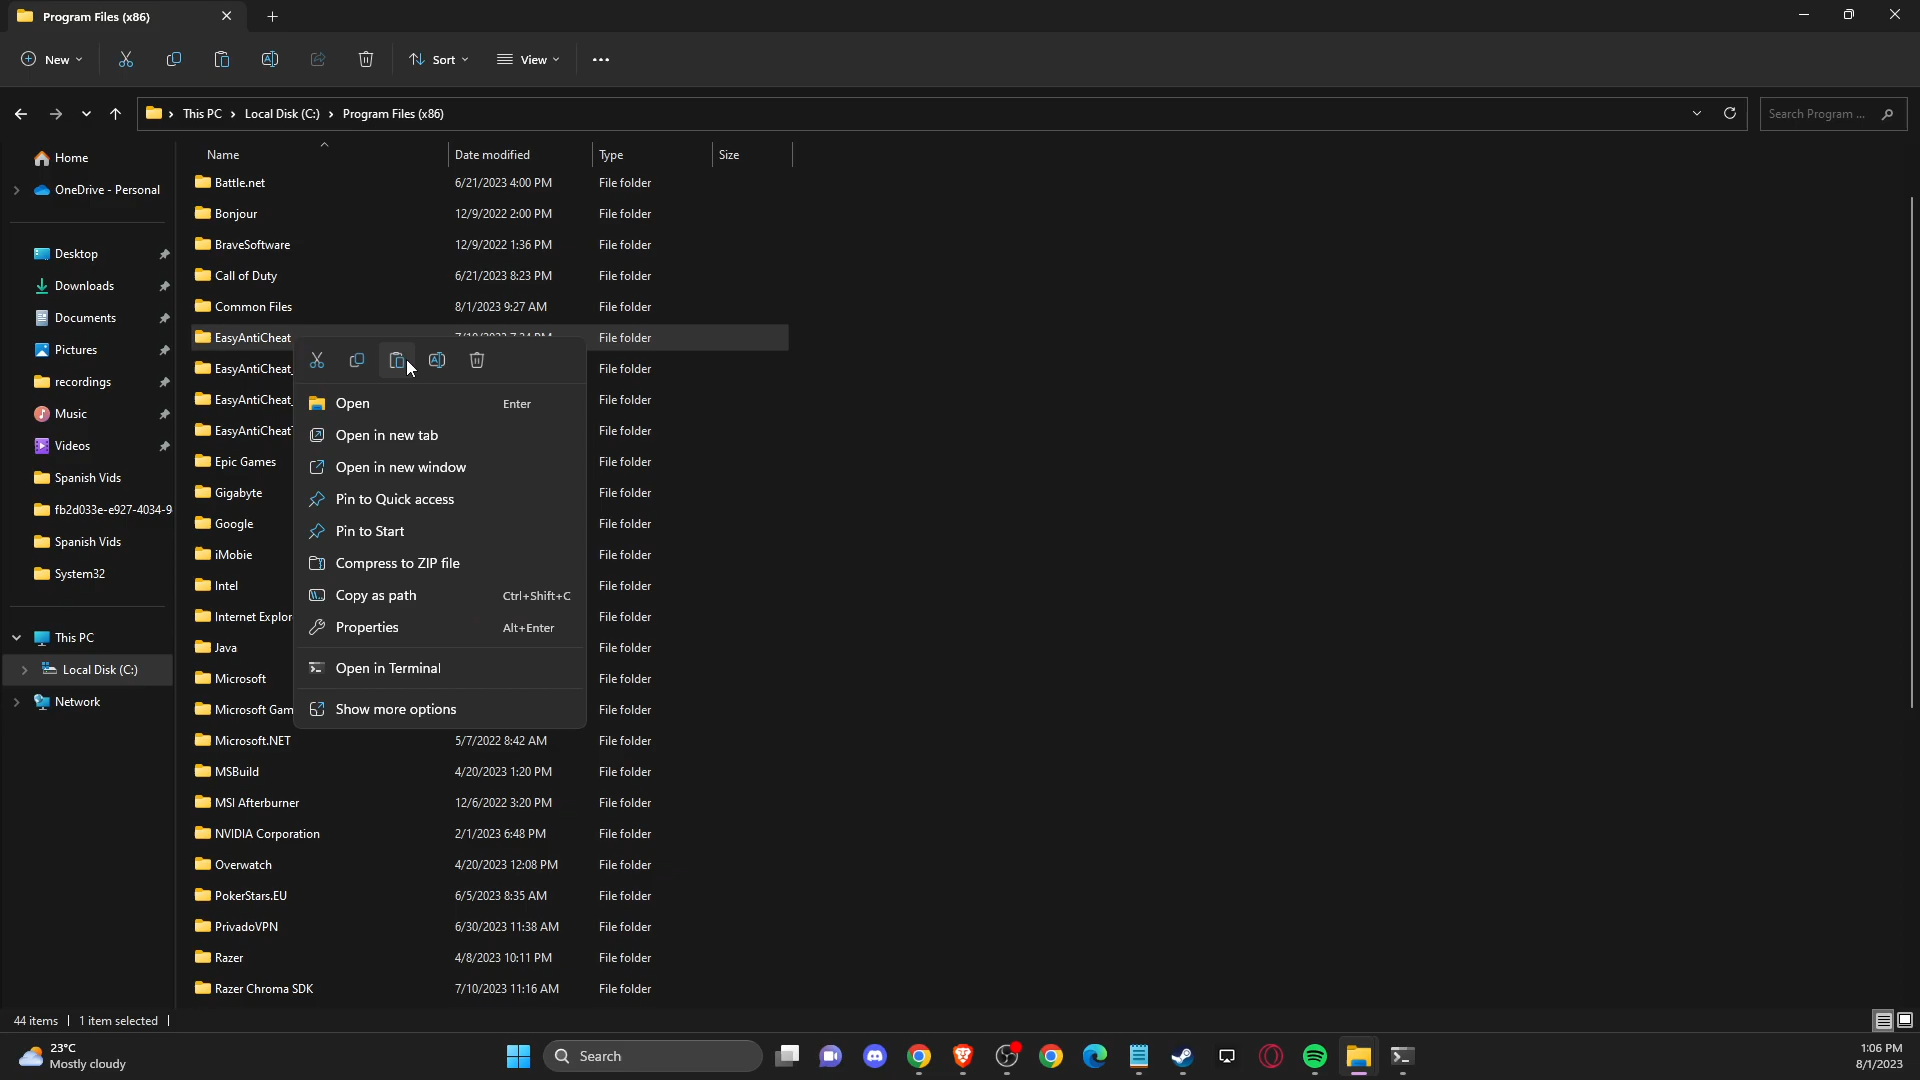 Program Files (x86)
New
Sort
View
This PC > Local Disk (C:) > Program Files (x86)
Search Program ...
Name Date modified Type Size
Home
OneDrive - Personal
Desktop
Downloads
Documents
Pictures
recordings
Music
Videos
Spanish Vids
fb2d033e-e927-4034-9
Spanish Vids
System32
This PC
Local Disk (C:)
Network
Battle.net 6/21/2023 4:00 PM File folder
Bonjour 12/9/2022 2:00 PM File folder
BraveSoftware 12/9/2022 1:36 PM File folder
Call of Duty 6/21/2023 8:23 PM File folder
Common Files 8/1/2023 9:27 AM File folder
EasyAntiCheat File folder
EasyAntiCheat_ File folder
EasyAntiCheat_ File folder
EasyAntiCheat File folder
Epic Games File folder
Gigabyte File folder
Google File folder
iMobie File folder
Intel File folder
Internet Explor File folder
Java File folder
Microsoft File folder
Microsoft Gam File folder
Microsoft.NET 5/7/2022 8:42 AM File folder
MSBuild 4/20/2023 1:20 PM File folder
MSI Afterburner 12/6/2022 3:20 PM File folder
NVIDIA Corporation 2/1/2023 6:48 PM File folder
Overwatch 4/20/2023 12:08 PM File folder
PokerStars.EU 6/5/2023 8:35 AM File folder
PrivadoVPN 6/30/2023 11:38 AM File folder
Razer 4/8/2023 10:11 PM File folder
Razer Chroma SDK 7/10/2023 11:16 AM File folder
Open Enter
Open in new tab
Open in new window
Pin to Quick access
Pin to Start
Compress to ZIP file
Copy as path Ctrl+Shift+C
Properties Alt+Enter
Open in Terminal
Show more options
44 items | 1 item selected |
23°C
Mostly cloudy
Search
1:06 PM
8/1/2023